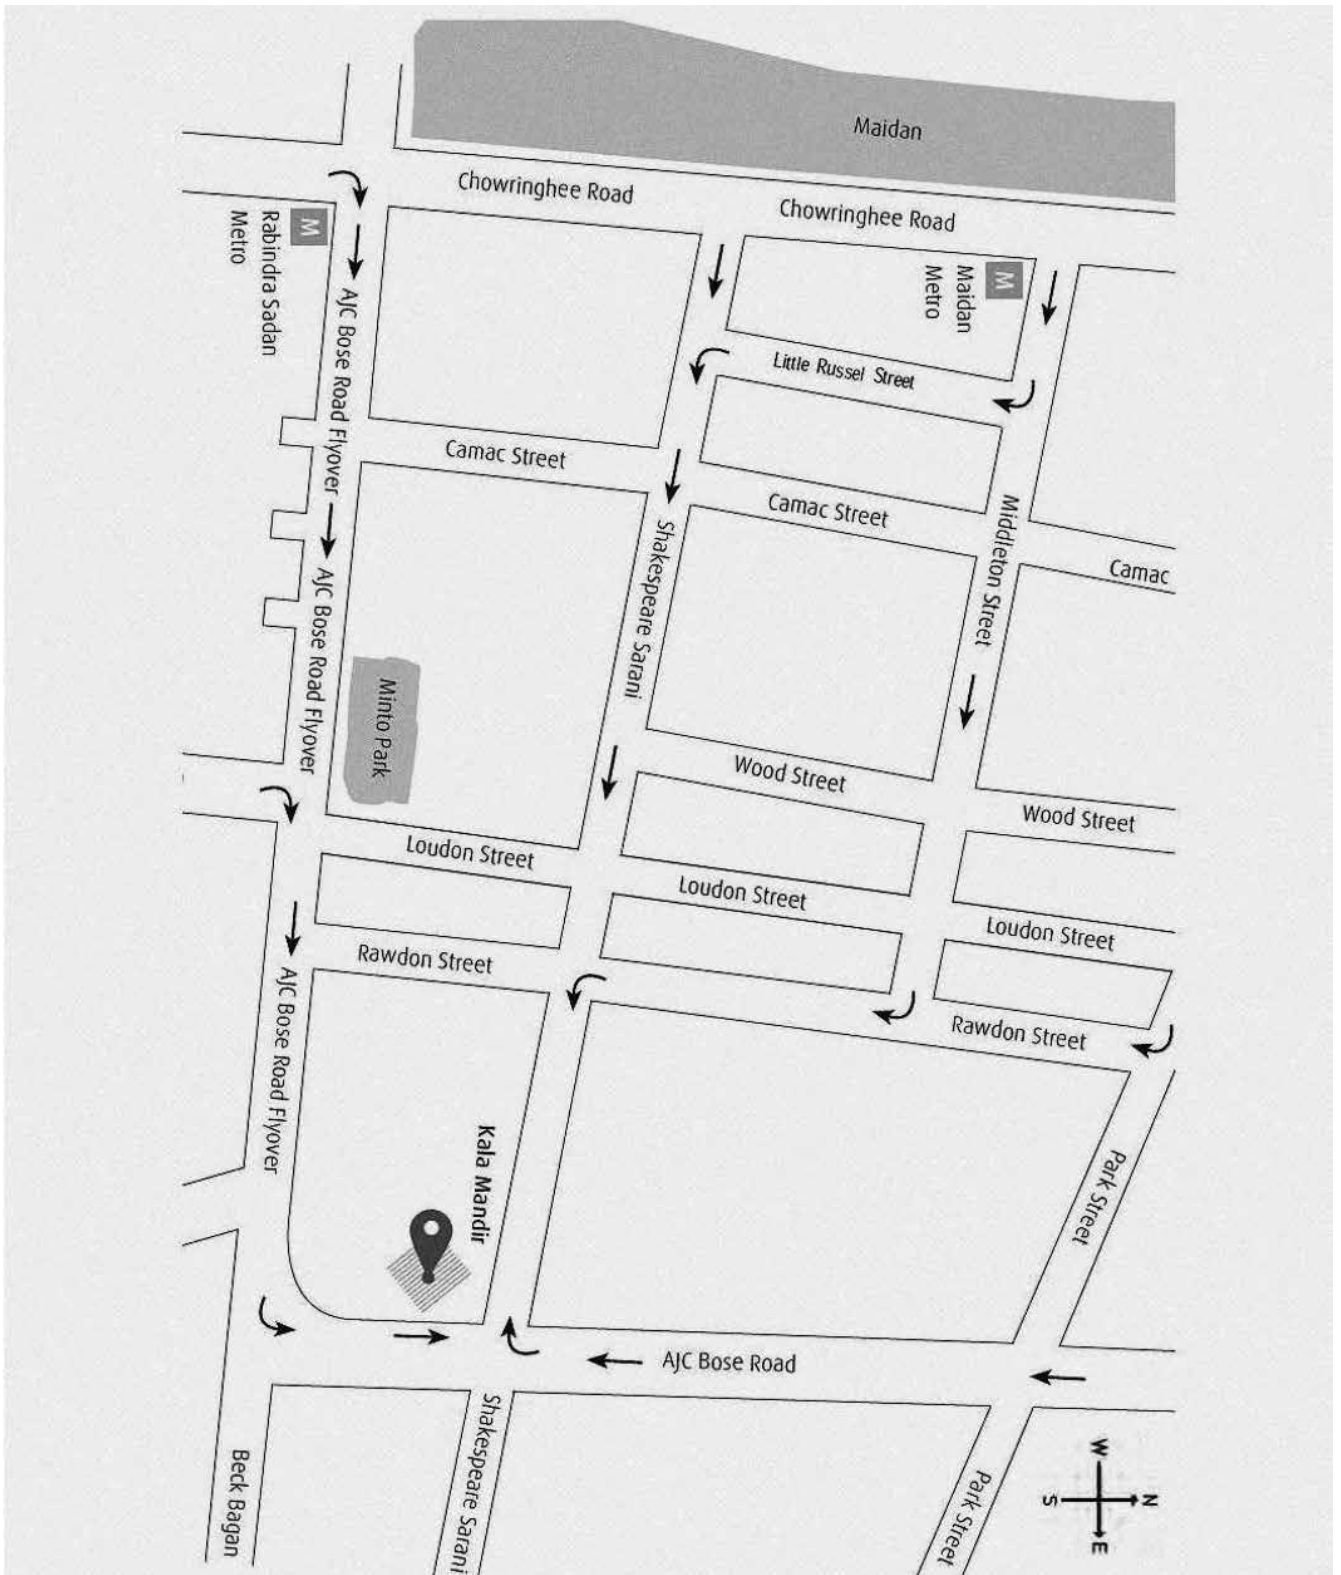 Maidan
Chowringhee Road
Chowringhee Road
M
Rabindra Sadan
Metro
M
Maidan
Metro
AJC Bose Road Flyover
Little Russel Street
Camac Street
Camac Street
Camac
Shakespeare Sarani
Middleton Street
AJC Bose Road Flyover
Minto Park
Wood Street
Wood Street
Loudon Street
Loudon Street
Loudon Street
Rawdon Street
Rawdon Street
AJC Bose Road Flyover
Kala Mandir
Park Street
AJC Bose Road
Beck Bagan
Shakespeare Sarani
Park Street
W
S
N
E